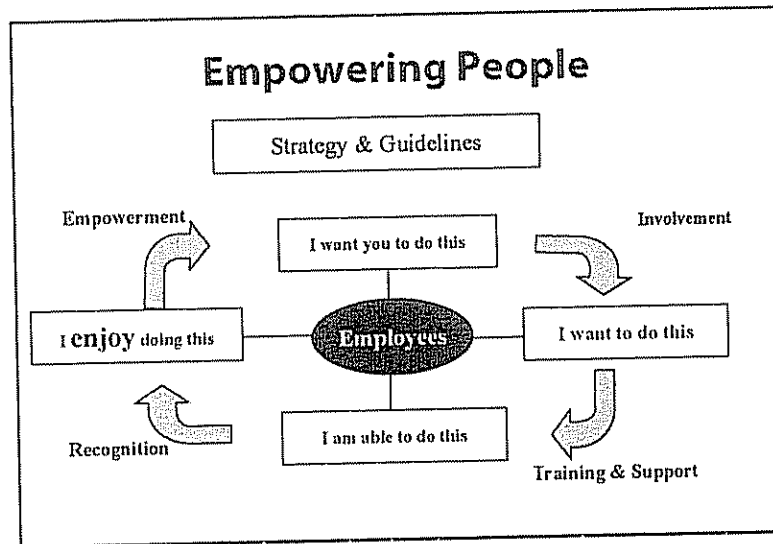 Empowering People
Strategy & Guidelines
Empowerment
I want you to do this
Involvement
I enjoy doing this
Employees
I want to do this
Recognition
I am able to do this
Training & Support